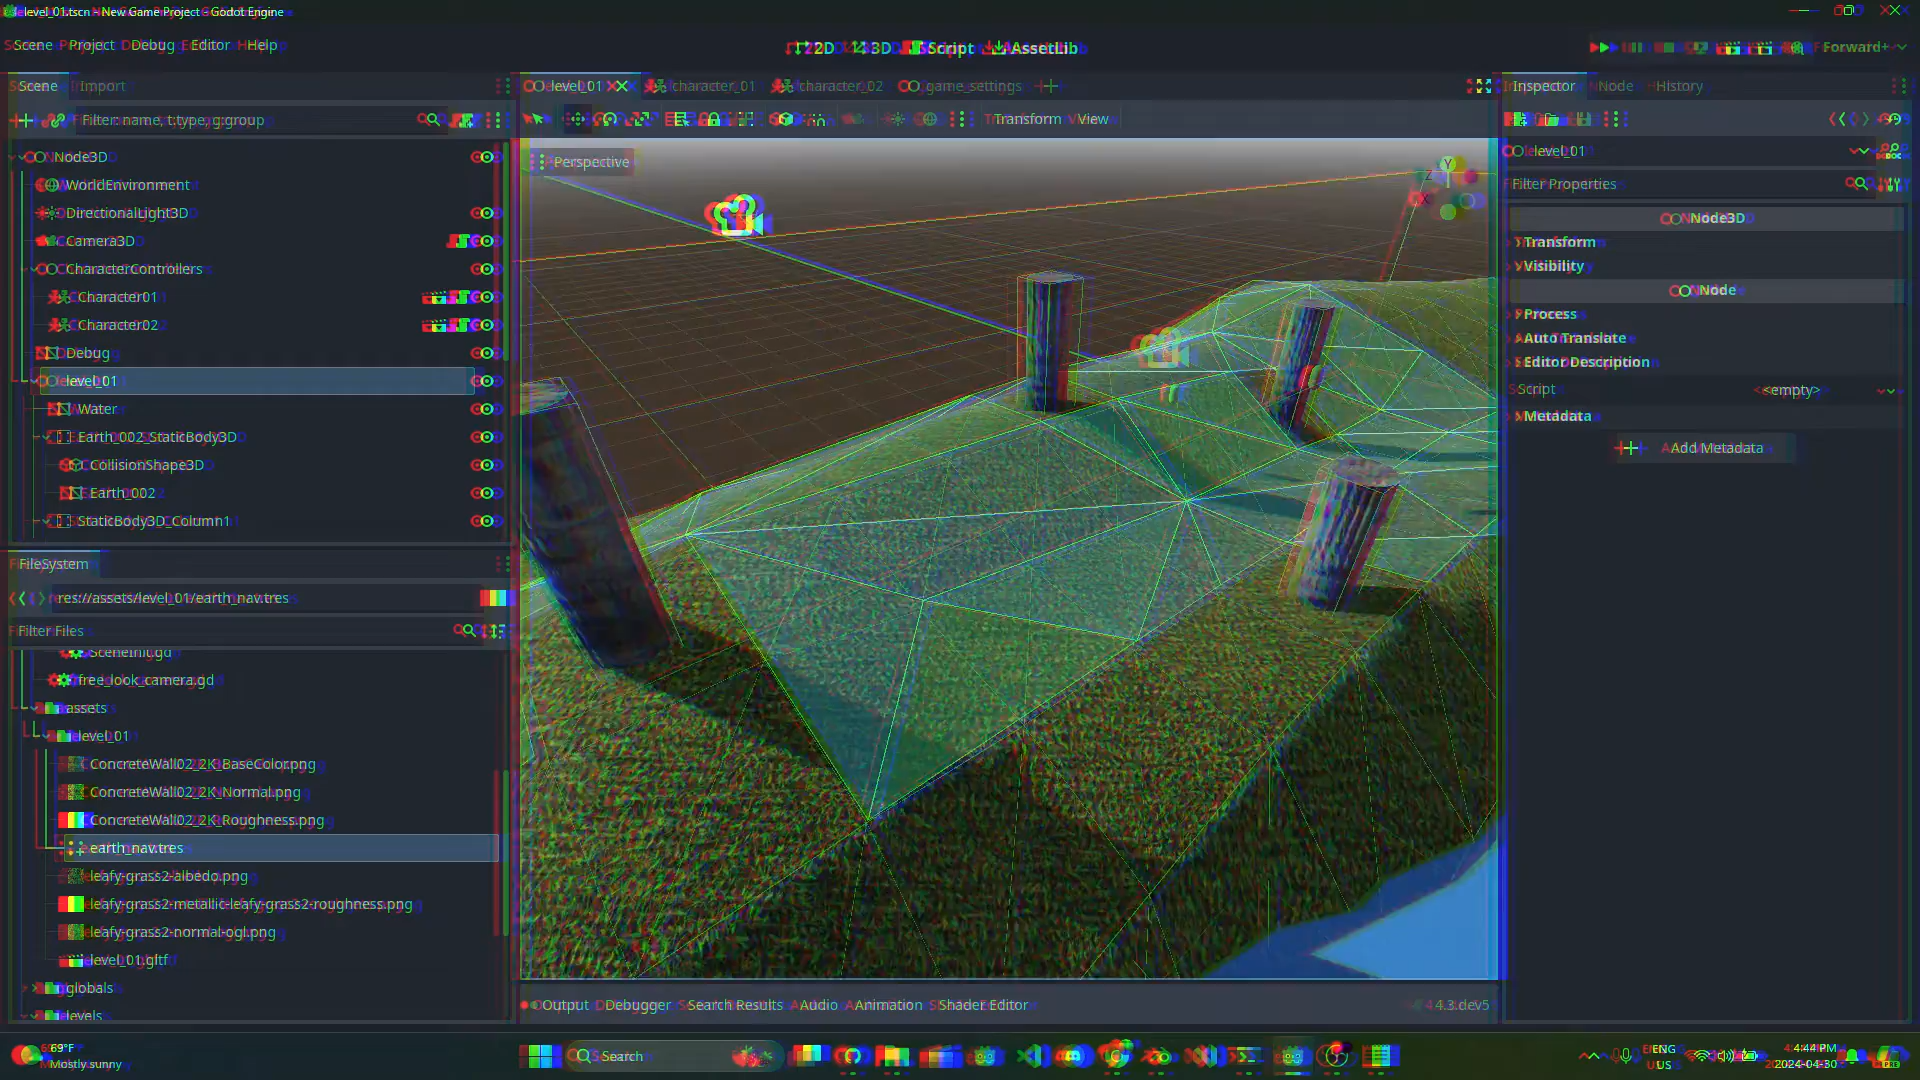 level_01.tscn - New Game Project - Godot Engine
Scene Project Debug Editor Help
2D 3D Script AssetLib
Forward+
Scene Import
level_01 character_01 character_02 game_settings
Inspector Node History
Filter: name, t:type, g:group
Transform View
Node3D
WorldEnvironment
DirectionalLight3D
Camera3D
CharacterControllers
Character01
Character02
Debug
level_01
Water
Earth_002_StaticBody3D
CollisionShape3D
Earth_002
StaticBody3D_Column1
Perspective
Y
Z
X
level_01
Filter Properties
Node3D
Transform
Visibility
Node
Process
Auto Translate
Editor Description
Script <empty>
Metadata
Add Metadata
FileSystem
res://assets/level_01/earth_nav.tres
Filter Files
SceneInit.gd
free_look_camera.gd
assets
level_01
ConcreteWall02_2K_BaseColor.png
ConcreteWall02_2K_Normal.png
ConcreteWall02_2K_Roughness.png
earth_nav.tres
leafy-grass2-albedo.png
leafy-grass2-metallic-leafy-grass2-roughness.png
leafy-grass2-normal-ogl.png
level_01.gltf
globals
levels
Output Debugger Search Results Audio Animation Shader Editor
4.3.dev5
69°F
Mostly sunny
Search
ENG
US
4:44 PM
2024-04-30
PRE